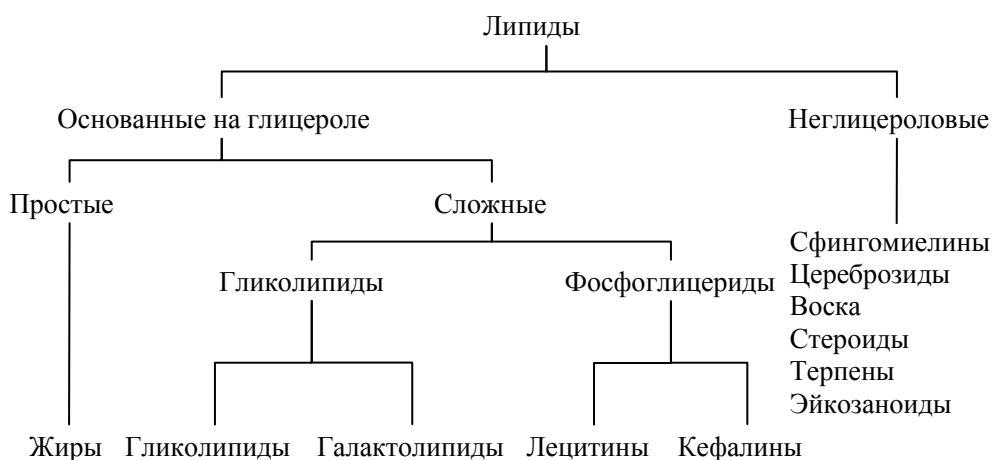 Липиды
Основанные на глицероле
Неглицероловые
Простые
Сложные
Гликолипиды
Фосфоглицериды
Сфингомиелины
Цереброзиды
Воска
Стероиды
Терпены
Эйкозаноиды
Жиры
Гликолипиды
Галактолипиды
Лецитины
Кефалины